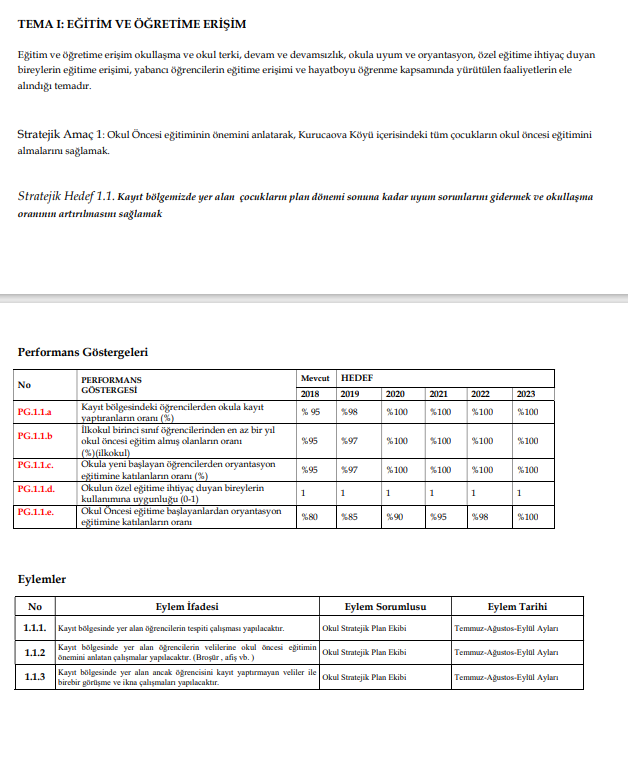 TEMA I: EĞİTİM VE ÖĞRETİME ERİŞİM
Eğitim ve öğretime erişim okullaşma ve okul terki, devam ve devamsızlık, okula uyum ve oryantasyon, özel eğitime ihtiyaç duyan
bireylerin eğitime erişimi, yabancı öğrencilerin eğitime erişimi ve hayatboyu öğrenme kapsamında yürütülen faaliyetlerin ele
alındığı temadır.
Stratejik Amaç 1: Okul Öncesi eğitiminin önemini anlatarak, Kurucaova Köyü içerisindeki tüm çocukların okul öncesi eğitimini
almalarını sağlamak.
Stratejik Hedef 1.1. Kayıt bölgemizde yer alan çocukların plan dönemi sonuna kadar uyum sorunlarını gidermek ve okullaşma
oranının artırılmasını sağlamak
Performans Göstergeleri
No PERFORMANS GÖSTERGESİ Mevcut HEDEF
2018 2019 2020 2021 2022 2023
PG.1.1.a Kayıt bölgesindeki öğrencilerden okula kayıt
yaptıranların oranı (%) % 95 %98 %100 %100 %100 %100
PG.1.1.b İlkokul birinci sınıf öğrencilerinden en az bir yıl
okul öncesi eğitim almış olanların oranı
(%)(ilkokul) %95 %97 %100 %100 %100 %100
PG.1.1.c. Okula yeni başlayan öğrencilerden oryantasyon
eğitimine katılanların oranı (%) %95 %97 %100 %100 %100 %100
PG.1.1.d. Okulun özel eğitime ihtiyaç duyan bireylerin
kullanımına uygunluğu (0-1) 1 1 1 1 1 1
PG.1.1.e. Okul Öncesi eğitime başlayanlardan oryantasyon
eğitimine katılanların oranı %80 %85 %90 %95 %98 %100
Eylemler
No Eylem İfadesi Eylem Sorumlusu Eylem Tarihi
1.1.1. Kayıt bölgesinde yer alan öğrencilerin tespiti çalışması yapılacaktır. Okul Stratejik Plan Ekibi Temmuz-Ağustos-Eylül Ayları
1.1.2 Kayıt bölgesinde yer alan öğrencilerin velilerine okul öncesi eğitimin
önemini anlatan çalışmalar yapılacaktır. (Broşür , afiş vb. ) Okul Stratejik Plan Ekibi Temmuz-Ağustos-Eylül Ayları
1.1.3 Kayıt bölgesinde yer alan ancak öğrencisini kayıt yaptırmayan veliler ile
birebir görüşme ve ikna çalışmaları yapılacaktır. Okul Stratejik Plan Ekibi Temmuz-Ağustos-Eylül Ayları